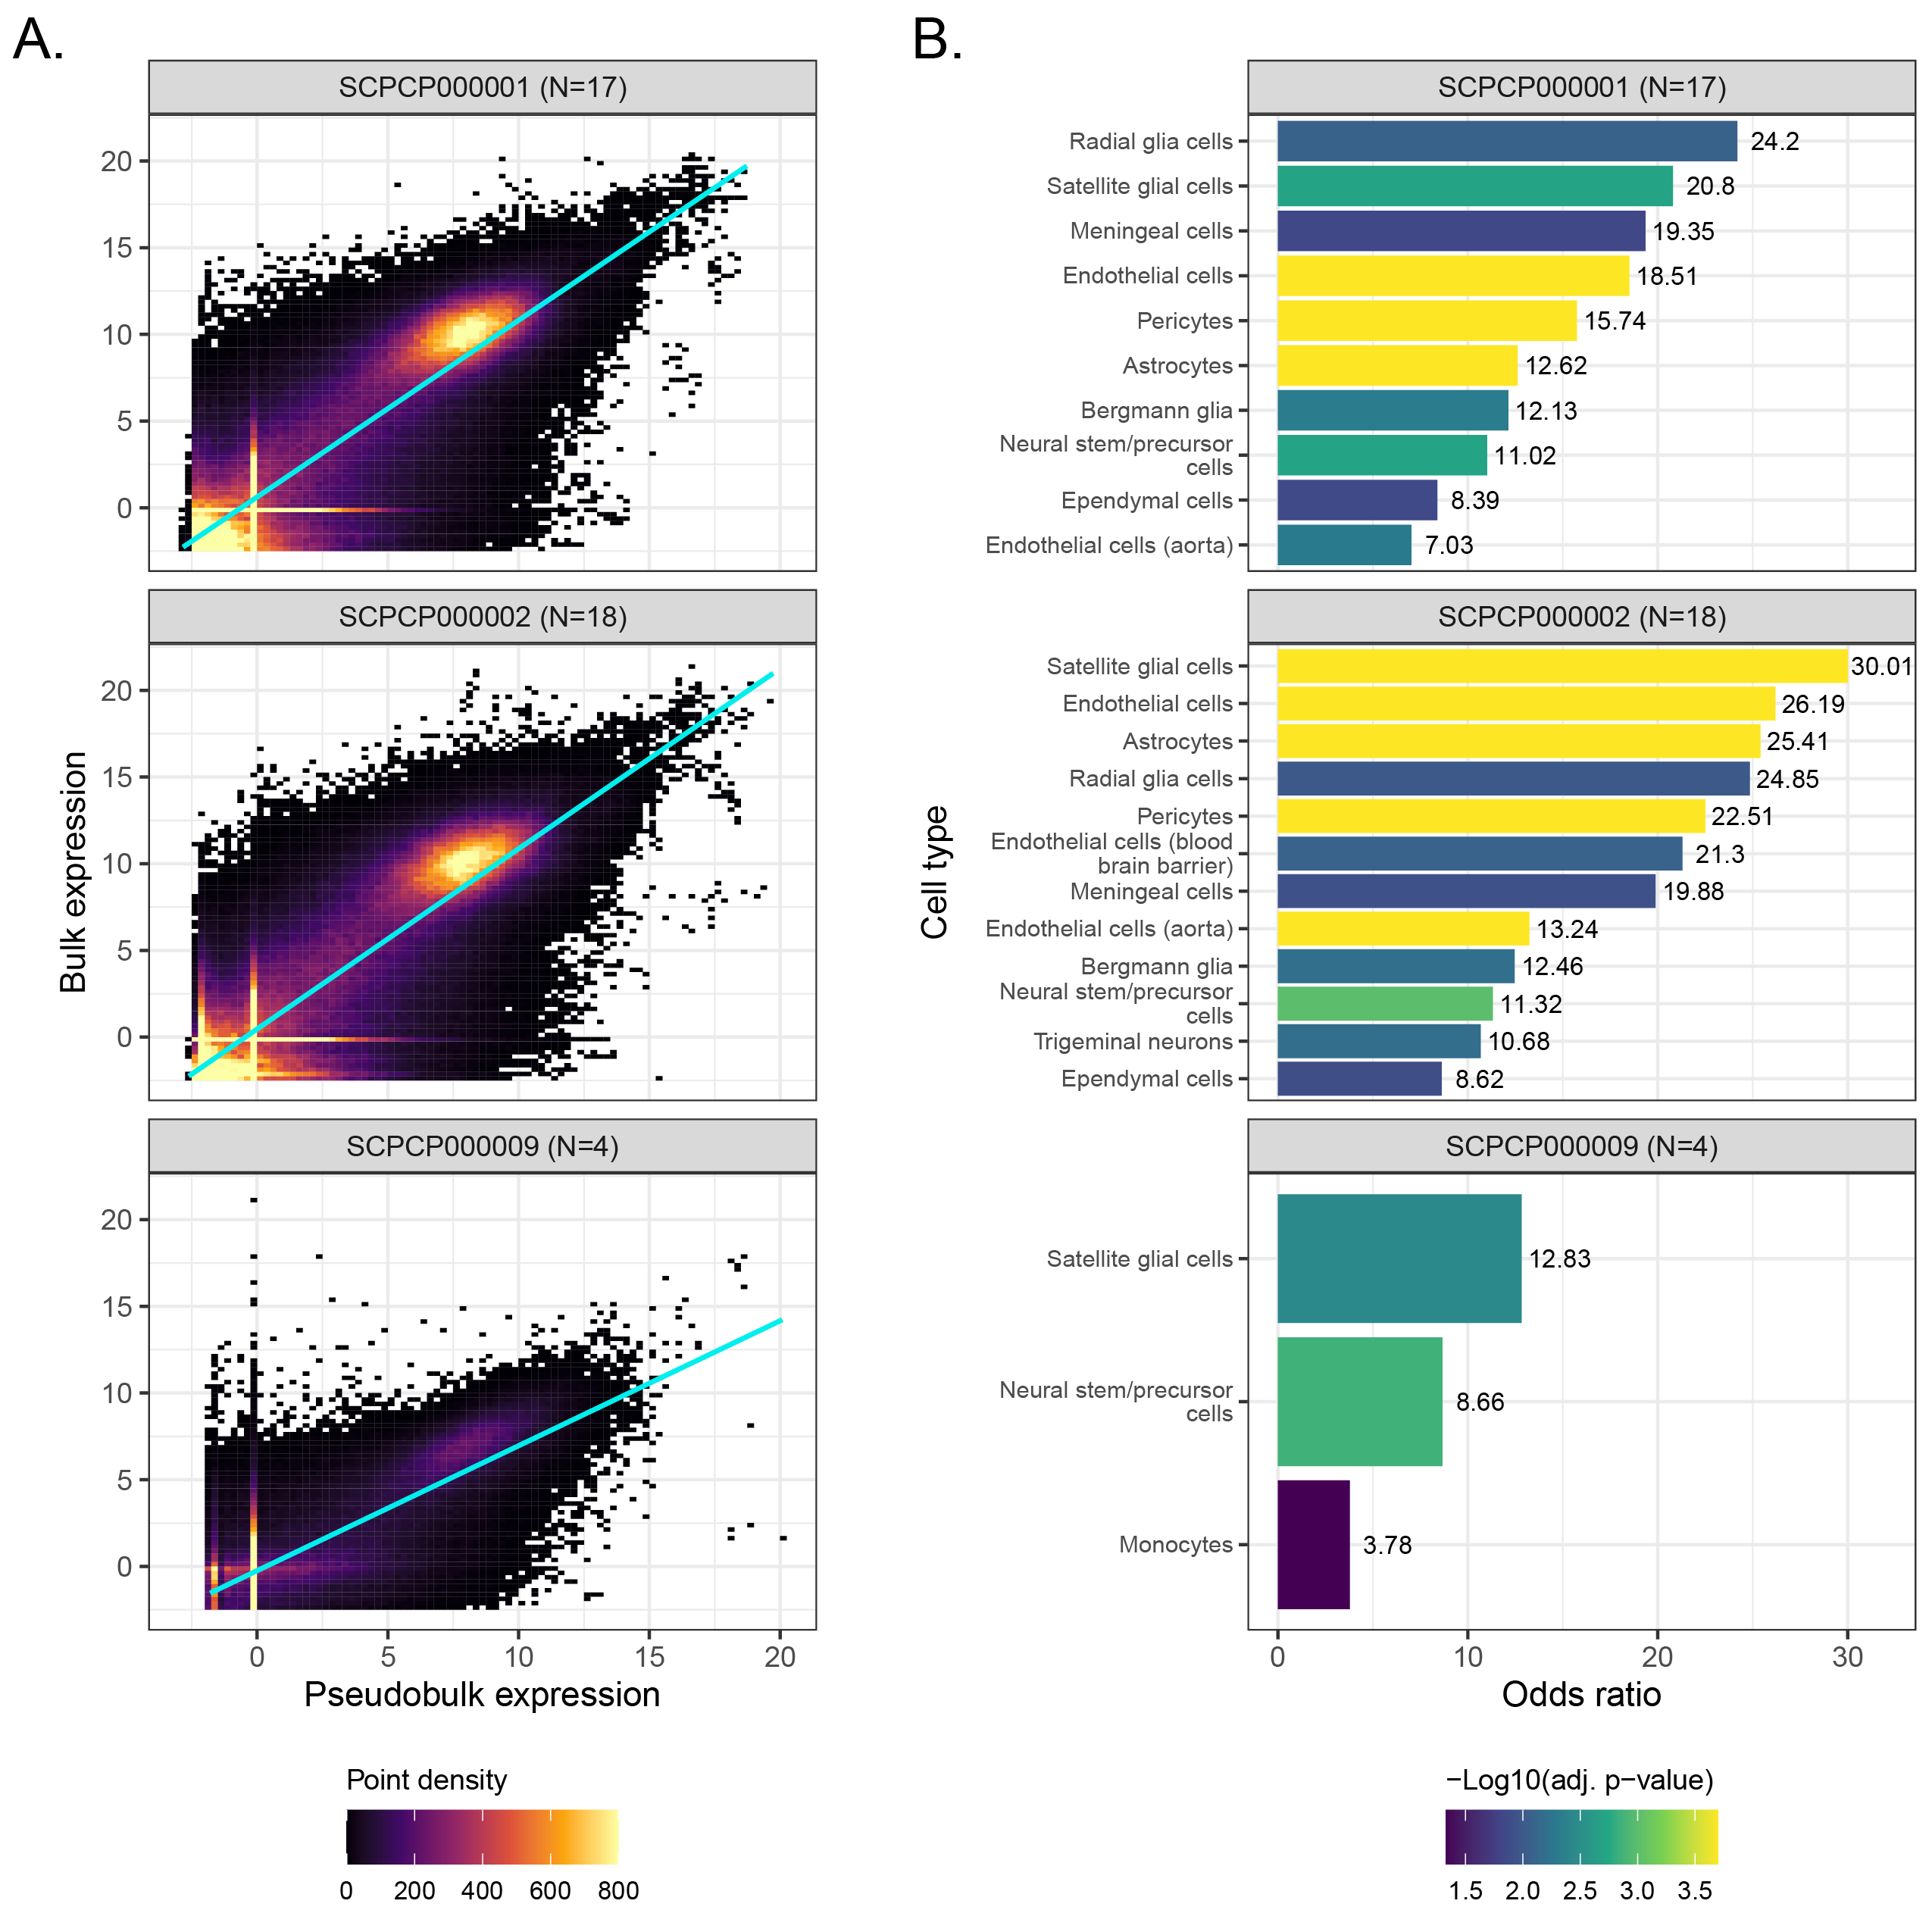 A.
SCPCP000001 (N=17)
20
15
10
5
0
SCPCP000002 (N=18)
20
15
10
5
0
SCPCP000009 (N=4)
20
15
10
5
0
0 5 10 15 20
Bulk expression
Pseudobulk expression
Point density
0 200 400 600 800
B.
SCPCP000001 (N=17)
Radial glia cells 24.2
Satellite glial cells 20.8
Meningeal cells 19.35
Endothelial cells 18.51
Pericytes 15.74
Astrocytes 12.62
Bergmann glia 12.13
Neural stem/precursor
cells 11.02
Ependymal cells 8.39
Endothelial cells (aorta) 7.03
SCPCP000002 (N=18)
Satellite glial cells 30.01
Endothelial cells 26.19
Astrocytes 25.41
Radial glia cells 24.85
Pericytes 22.51
Endothelial cells (blood
brain barrier) 21.3
Meningeal cells 19.88
Endothelial cells (aorta) 13.24
Bergmann glia 12.46
Neural stem/precursor
cells 11.32
Trigeminal neurons 10.68
Ependymal cells 8.62
SCPCP000009 (N=4)
Satellite glial cells 12.83
Neural stem/precursor
cells 8.66
Monocytes 3.78
0 10 20 30
Cell type
Odds ratio
−Log10(adj. p−value)
1.5 2.0 2.5 3.0 3.5